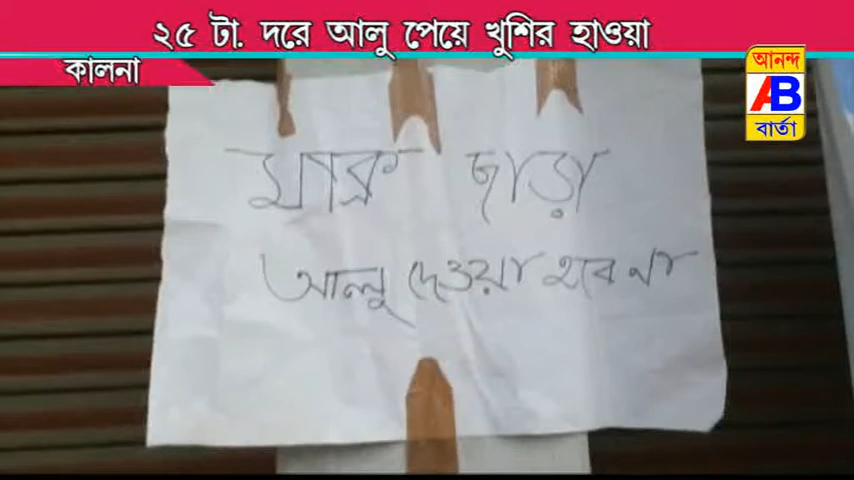 ২৫ টা. দরে আলু পেয়ে খুশির হাওয়া
কালনা
আনন্দ
AB
বার্তা
মাক্স ছাড়া
আলু দেওয়া হবে না